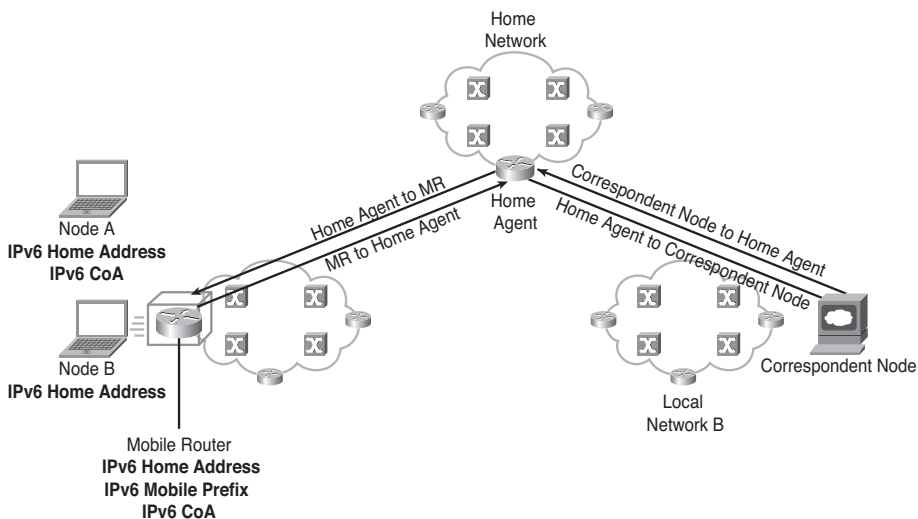 Home
Network
Home Agent to MR
MR to Home Agent
Home
Agent
Correspondent Node to Home Agent
Home Agent to Correspondent Node
Node A
IPv6 Home Address
IPv6 CoA
Node B
IPv6 Home Address
Correspondent Node
Local
Network B
Mobile Router
IPv6 Home Address
IPv6 Mobile Prefix
IPv6 CoA